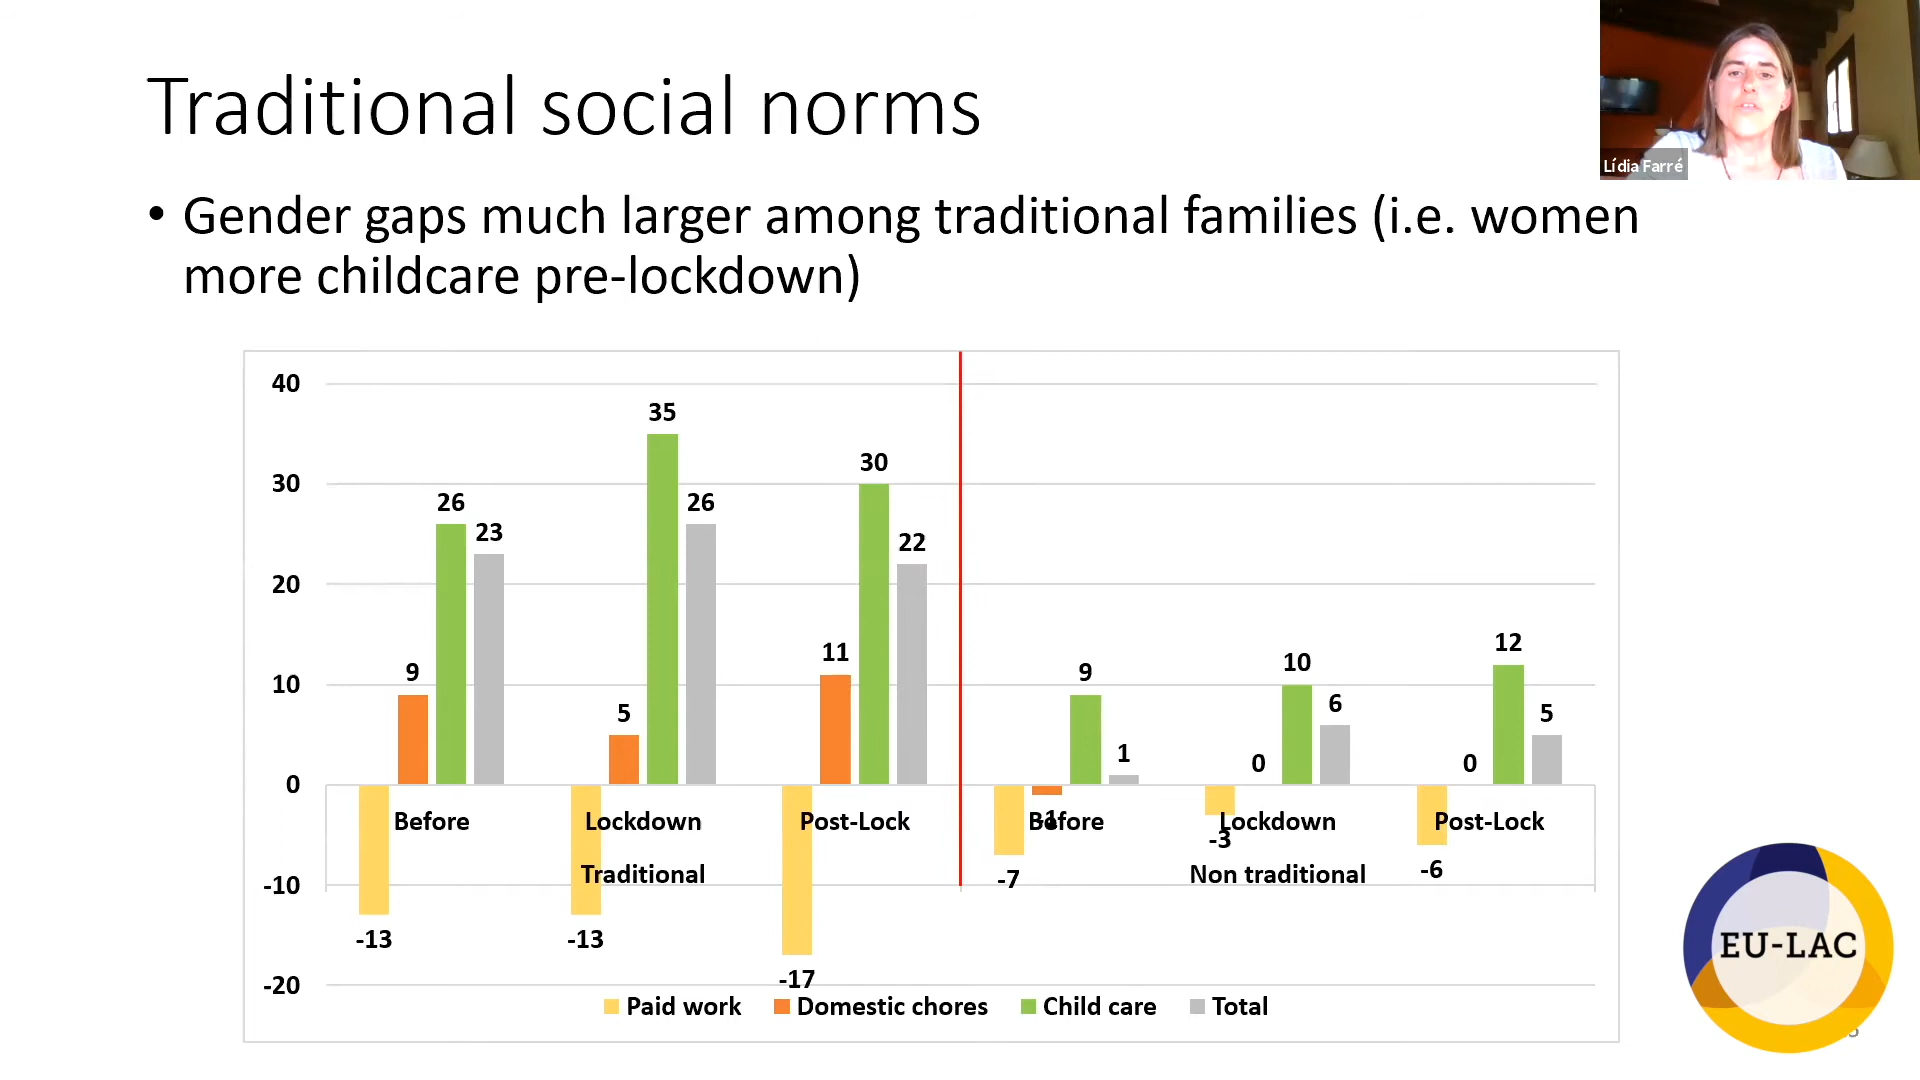 Traditional social norms
Lídia Farré
• Gender gaps much larger among traditional families (i.e. women
more childcare pre-lockdown)
40
30
20
10
0
-10
-20
-13
9
26
23
-13
5
35
26
-17
11
30
22
-7
-1
9
1
-3
0
10
6
-6
0
12
5
Before
Lockdown
Post-Lock
Before
Lockdown
Post-Lock
Traditional
Non traditional
Paid work
Domestic chores
Child care
Total
EU-LAC